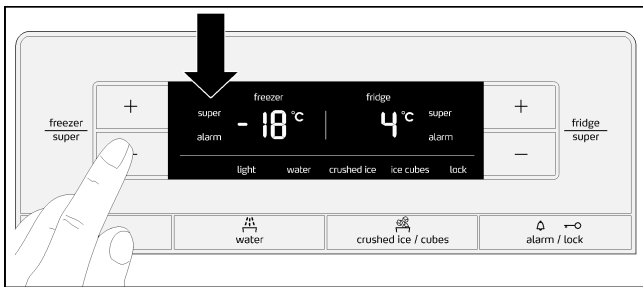 freezer
super
+
freezer
super
alarm
- 18 °C
fridge
4 °C
super
alarm
light water crushed ice ice cubes lock
+
−
fridge
super
water
crushed ice / cubes
alarm / lock